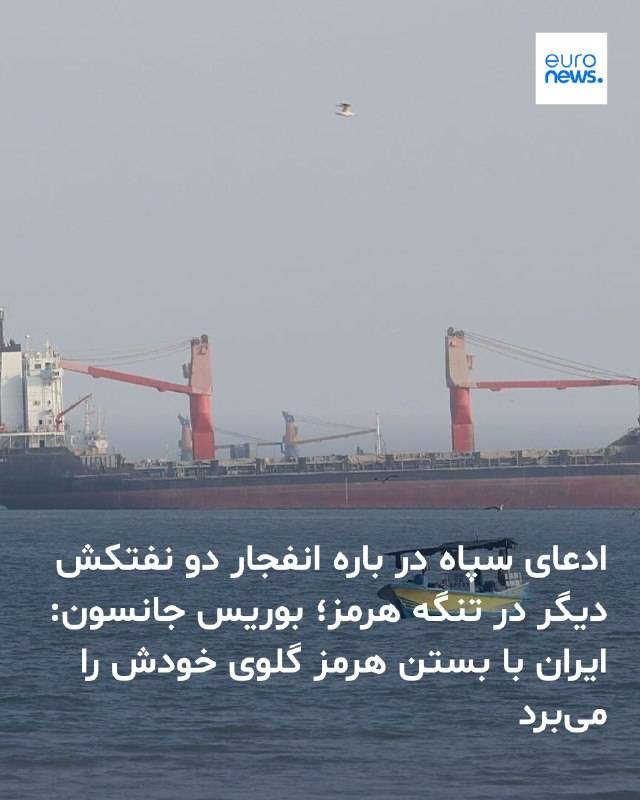 euro
news.
ادعای سپاه در باره انفجار دو نفتکش
دیگر در تنگه هرمز؛ بوریس جانسون:
ایران با بستن هرمز گلوی خودش را
می‌برد